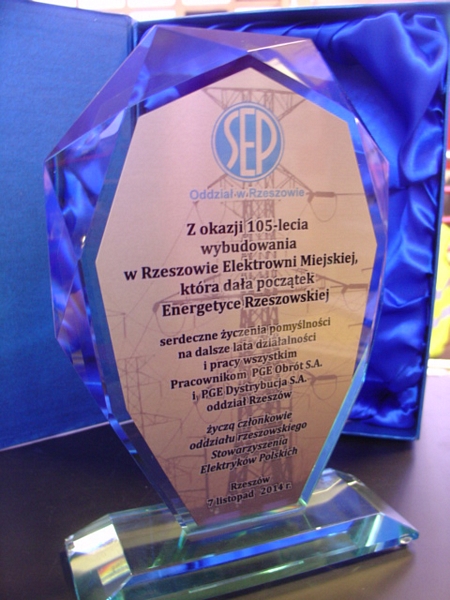 SEP
Oddział w Rzeszowie
Z okazji 105-lecia
wybudowania
w Rzeszowie Elektrowni Miejskiej,
która dała początek
Energetyce Rzeszowskiej
serdeczne życzenia pomyślności
na dalsze lata działalności
i pracy wszystkim
Pracownikom PGE Obrót S.A.
i PGE Dystrybucja S.A.
oddział Rzeszów
życzą członkowie
oddziału rzeszowskiego
Stowarzyszenia
Elektryków Polskich
Rzeszów
7 listopad 2014 r.